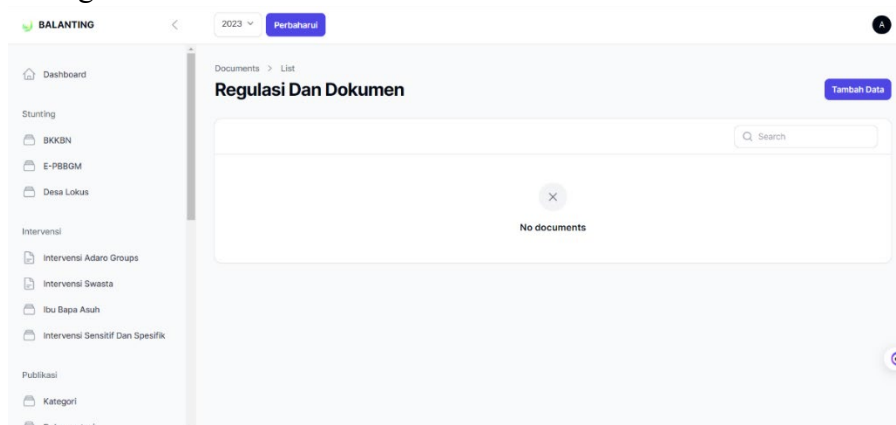 BALANTING
2023
Perbaharui
A
Dashboard
Stunting
BKKBN
E-PBBGM
Desa Lokus
Intervensi
Intervensi Adaro Groups
Intervensi Swasta
Ibu Bapa Asuh
Intervensi Sensitif Dan Spesifik
Publikasi
Kategori
Documents > List
Regulasi Dan Dokumen
Tambah Data
Search
No documents